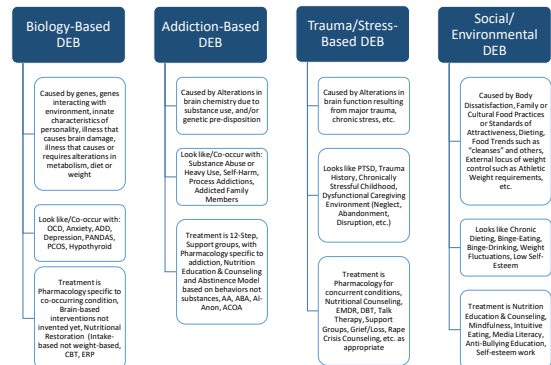 Biology-Based
DEB
Caused by genes, genes
interacting with
environment, innate
characteristics of
personality, illness that
causes brain damage,
illness that causes or
requires alterations in
metabolism, diet or
weight
Look like/Co-occur with:
OCD, Anxiety, ADD,
Depression, PANDAS,
PCOS, Hypothyroid
Treatment is
Pharmacology specific to
co-occurring condition,
Brain-based
interventions not
invented yet, Nutritional
Restoration (Intake-
based not weight-based,
CBT, ERP
Addiction-Based
DEB
Caused by Alterations in
brain chemistry due to
substance use, and/or
genetic pre-disposition
Look like/Co-occur with:
Substance Abuse or
Heavy Use, Self-Harm,
Process Addictions,
Addicted Family
Members
Treatment is 12-Step,
Support groups, with
Pharmacology specific to
addiction, Nutrition
Education & Counseling
and Abstinence Model
based on behaviors not
substances, AA, ABA, Al-
Anon, ACOA
Trauma/Stress-
Based DEB
Caused by Alterations in
brain function resulting
from major trauma,
chronic stress, etc.
Looks like PTSD, Trauma
History, Chronically
Stressful Childhood,
Dysfunctional Caregiving
Environment (Neglect,
Abandonment,
Disruption, etc.)
Treatment is
Pharmacology for
concurrent conditions,
Nutritional Counseling,
EMDR, DBT, Talk
Therapy, Support
Groups, Grief/Loss, Rape
Crisis Counseling, etc. as
appropriate
Social/
Environmental
DEB
Caused by Body
Dissatisfaction, Family or
Cultural Food Practices
or Standards of
Attractiveness, Dieting,
Food Trends such as
“cleanses” and others,
External locus of weight
control such as Athletic
Weight requirements,
etc.
Looks like Chronic
Dieting, Binge-Eating,
Binge-Drinking, Weight
Fluctuations, Low Self-
Esteem
Treatment is Nutrition
Education & Counseling,
Mindfulness, Intuitive
Eating, Media Literacy,
Anti-Bullying Education,
Self-esteem work